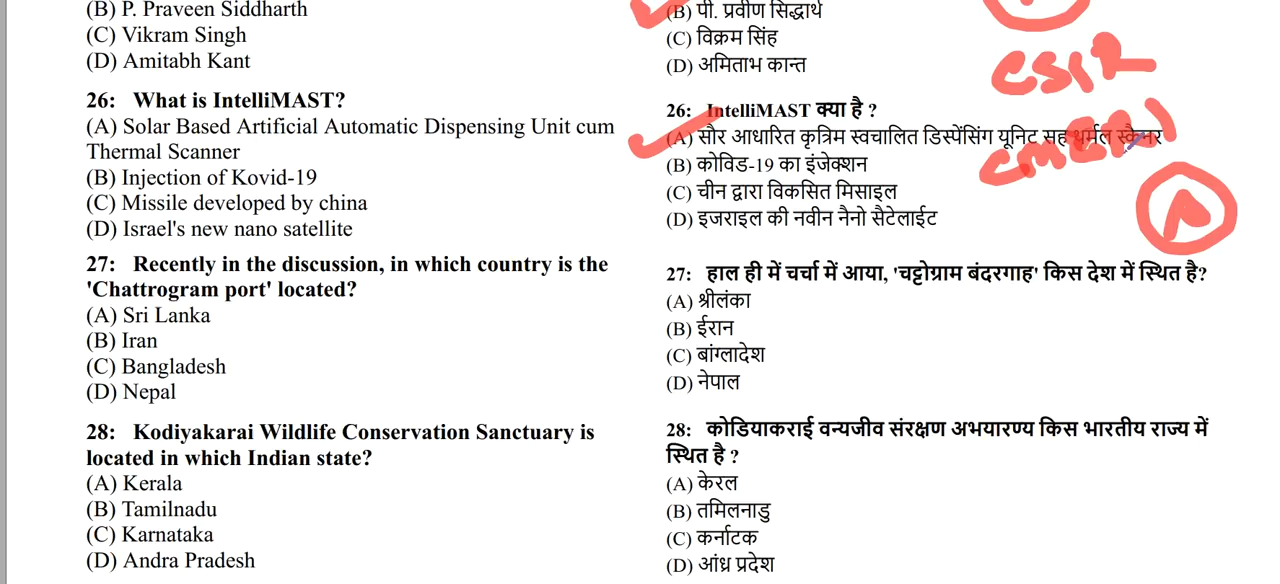 (B) P. Praveen Siddharth
(C) Vikram Singh
(D) Amitabh Kant
26: What is IntelliMAST?
(A) Solar Based Artificial Automatic Dispensing Unit cum
Thermal Scanner
(B) Injection of Kovid-19
(C) Missile developed by china
(D) Israel's new nano satellite
27: Recently in the discussion, in which country is the
'Chattrogram port' located?
(A) Sri Lanka
(B) Iran
(C) Bangladesh
(D) Nepal
28: Kodiyakarai Wildlife Conservation Sanctuary is
located in which Indian state?
(A) Kerala
(B) Tamilnadu
(C) Karnataka
(D) Andra Pradesh
(B) पी. प्रवीण सिद्धार्थ
(C) विक्रम सिंह
(D) अमिताभ कान्त
26: IntelliMAST क्या है ?
(A) सौर आधारित कृत्रिम स्वचालित डिस्पेंसिंग यूनिट सह थर्मल स्कैनर
(B) कोविड-19 का इंजेक्शन
(C) चीन द्वारा विकसित मिसाइल
(D) इजराइल की नवीन नैनो सैटेलाईट
27: हाल ही में चर्चा में आया, 'चट्टोग्राम बंदरगाह' किस देश में स्थित है?
(A) श्रीलंका
(B) ईरान
(C) बांग्लादेश
(D) नेपाल
28: कोडियाकराई वन्यजीव संरक्षण अभयारण्य किस भारतीय राज्य में
स्थित है ?
(A) केरल
(B) तमिलनाडु
(C) कर्नाटक
(D) आंध्र प्रदेश
CSIR
CMERI
A